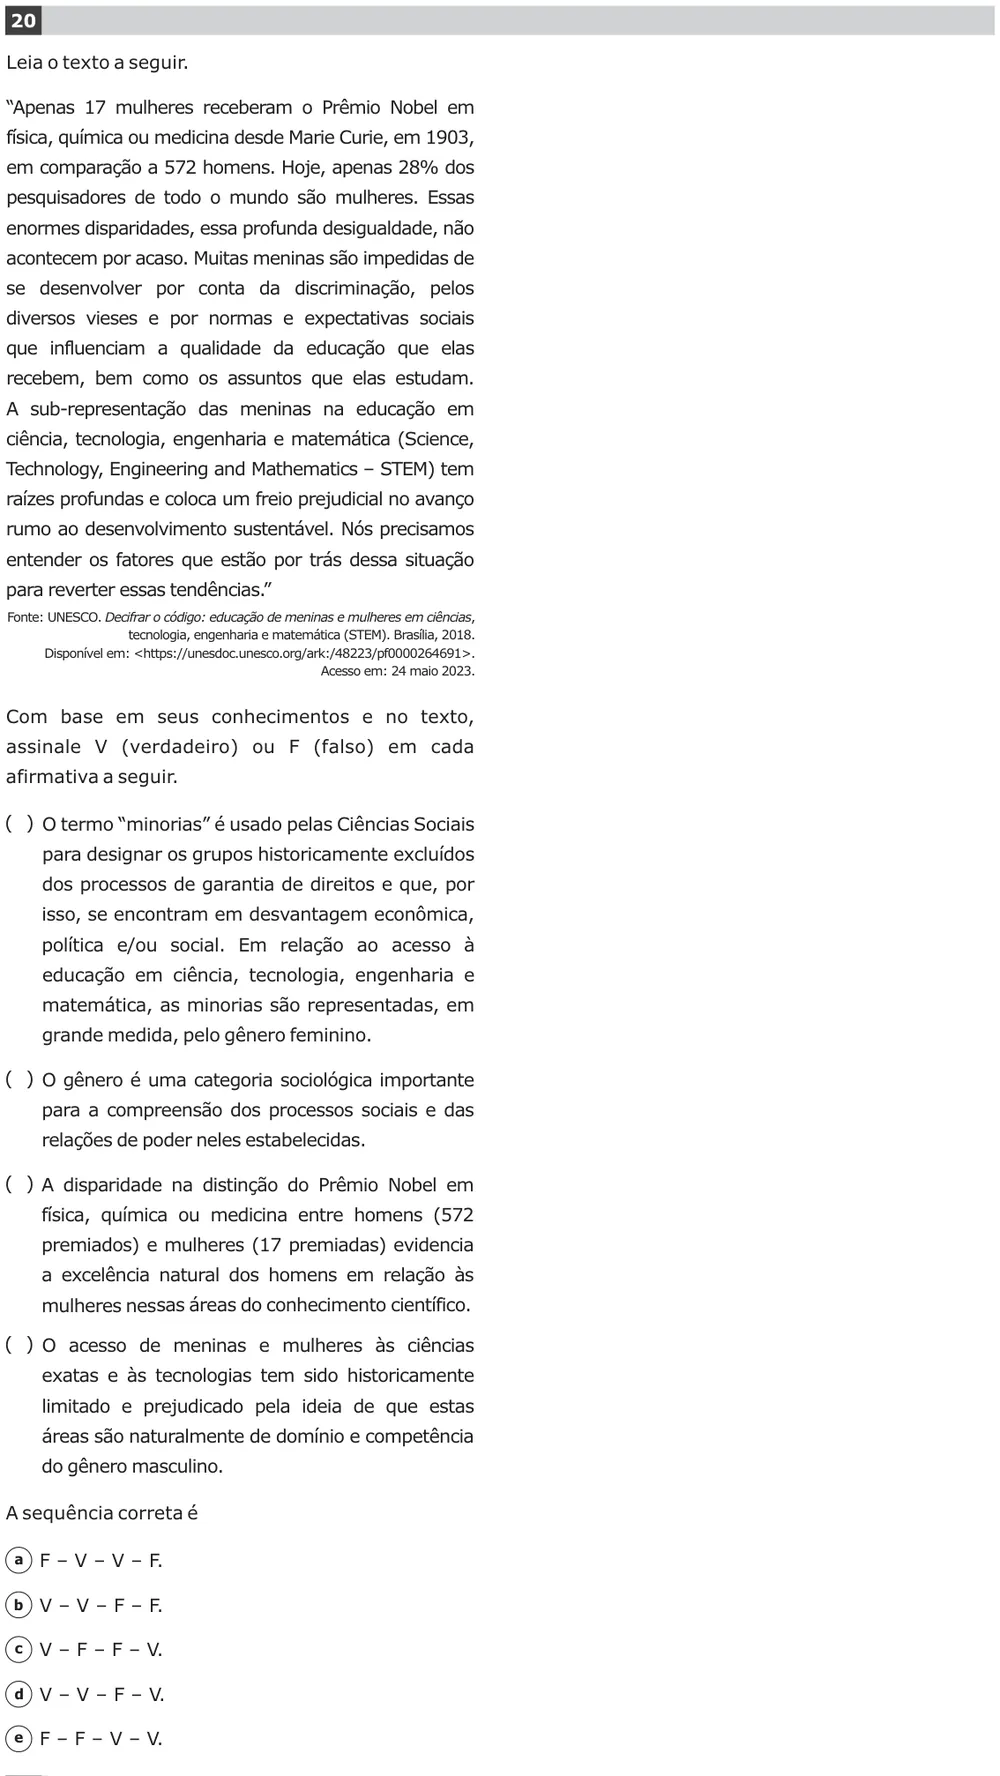 20
Leia o texto a seguir.
“Apenas 17 mulheres receberam o Prêmio Nobel em
física, química ou medicina desde Marie Curie, em 1903,
em comparação a 572 homens. Hoje, apenas 28% dos
pesquisadores de todo o mundo são mulheres. Essas
enormes disparidades, essa profunda desigualdade, não
acontecem por acaso. Muitas meninas são impedidas de
se desenvolver por conta da discriminação, pelos
diversos vieses e por normas e expectativas sociais
que influenciam a qualidade da educação que elas
recebem, bem como os assuntos que elas estudam.
A sub-representação das meninas na educação em
ciência, tecnologia, engenharia e matemática (Science,
Technology, Engineering and Mathematics – STEM) tem
raízes profundas e coloca um freio prejudicial no avanço
rumo ao desenvolvimento sustentável. Nós precisamos
entender os fatores que estão por trás dessa situação
para reverter essas tendências.”
Fonte: UNESCO. Decifrar o código: educação de meninas e mulheres em ciências,
tecnologia, engenharia e matemática (STEM). Brasília, 2018.
Disponível em: <https://unesdoc.unesco.org/ark:/48223/pf0000264691>.
Acesso em: 24 maio 2023.
Com base em seus conhecimentos e no texto,
assinale V (verdadeiro) ou F (falso) em cada
afirmativa a seguir.
( ) O termo “minorias” é usado pelas Ciências Sociais
para designar os grupos historicamente excluídos
dos processos de garantia de direitos e que, por
isso, se encontram em desvantagem econômica,
política e/ou social. Em relação ao acesso à
educação em ciência, tecnologia, engenharia e
matemática, as minorias são representadas, em
grande medida, pelo gênero feminino.
( ) O gênero é uma categoria sociológica importante
para a compreensão dos processos sociais e das
relações de poder neles estabelecidas.
( ) A disparidade na distinção do Prêmio Nobel em
física, química ou medicina entre homens (572
premiados) e mulheres (17 premiadas) evidencia
a excelência natural dos homens em relação às
mulheres nessas áreas do conhecimento científico.
( ) O acesso de meninas e mulheres às ciências
exatas e às tecnologias tem sido historicamente
limitado e prejudicado pela ideia de que estas
áreas são naturalmente de domínio e competência
do gênero masculino.
A sequência correta é
a F – V – V – F.
b V – V – F – F.
c V – F – F – V.
d V – V – F – V.
e F – F – V – V.